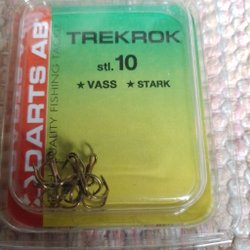 TREKROK
stl. 10
★ VASS ★ STARK
DARTS AB
QUALITY FISHING TACKLE